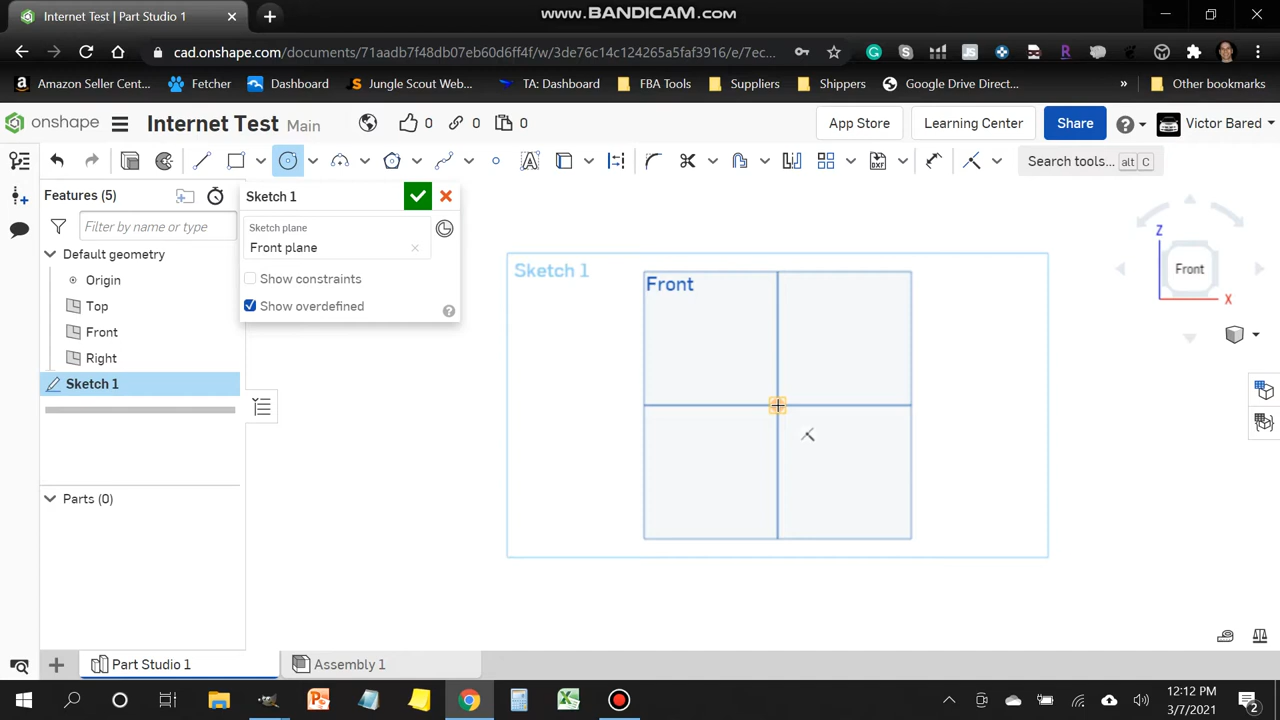 www.BANDICAM.com
Internet Test | Part Studio 1
cad.onshape.com/documents/71aadb7f48db07eb60d6ff4f/w/3de76c14c124265a5faf3916/e/7ec...
Amazon Seller Cent...
Fetcher
Dashboard
Jungle Scout Web...
TA: Dashboard
FBA Tools
Suppliers
Shippers
Google Drive Direct...
»
Other bookmarks
onshape
Internet Test Main
0
0
0
App Store
Learning Center
Share
Victor Bared
Search tools... alt C
Features (5)
Filter by name or type
Default geometry
Origin
Top
Front
Right
Sketch 1
Parts (0)
Sketch 1
Sketch plane
Front plane
Show constraints
Show overdefined
Sketch 1
Front
Z
Front
X
Part Studio 1
Assembly 1
12:12 PM
3/7/2021
2